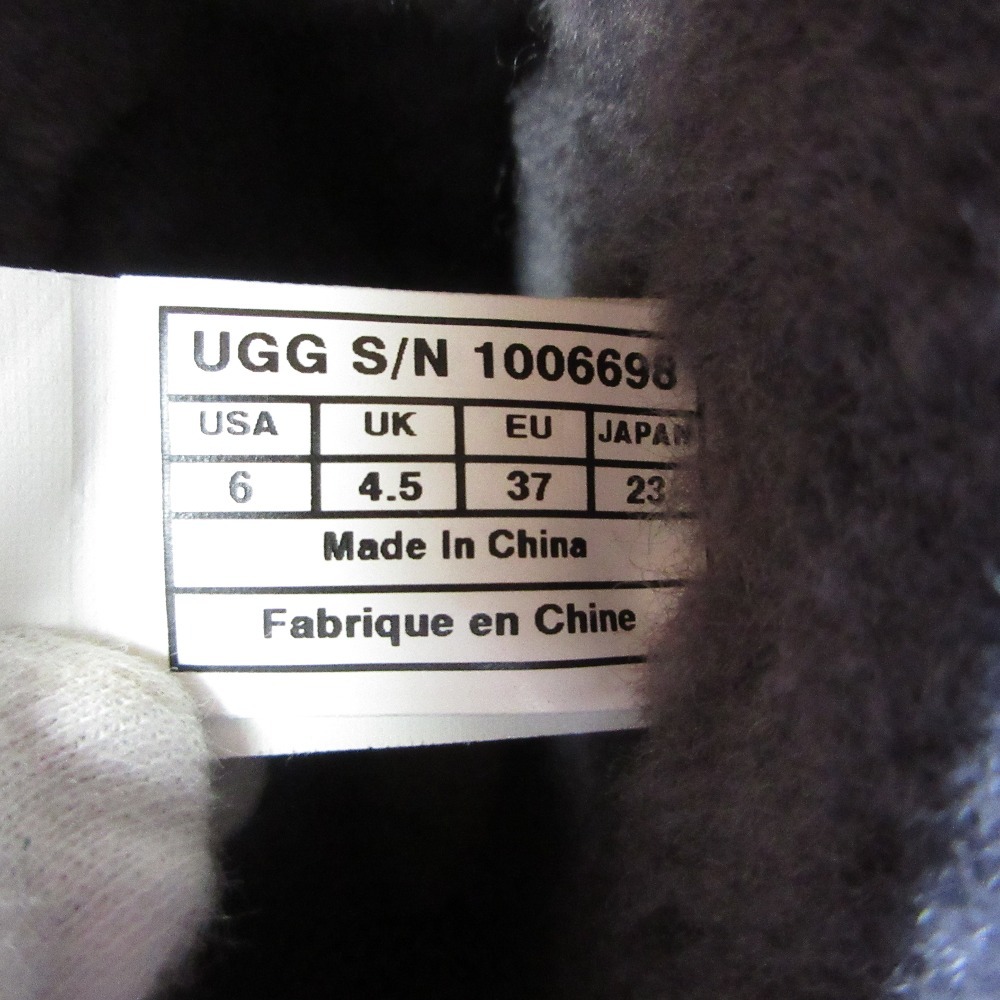 UGG S/N 1006698
USA UK EU JAPAN
6 4.5 37 23
Made In China
Fabrique en Chine